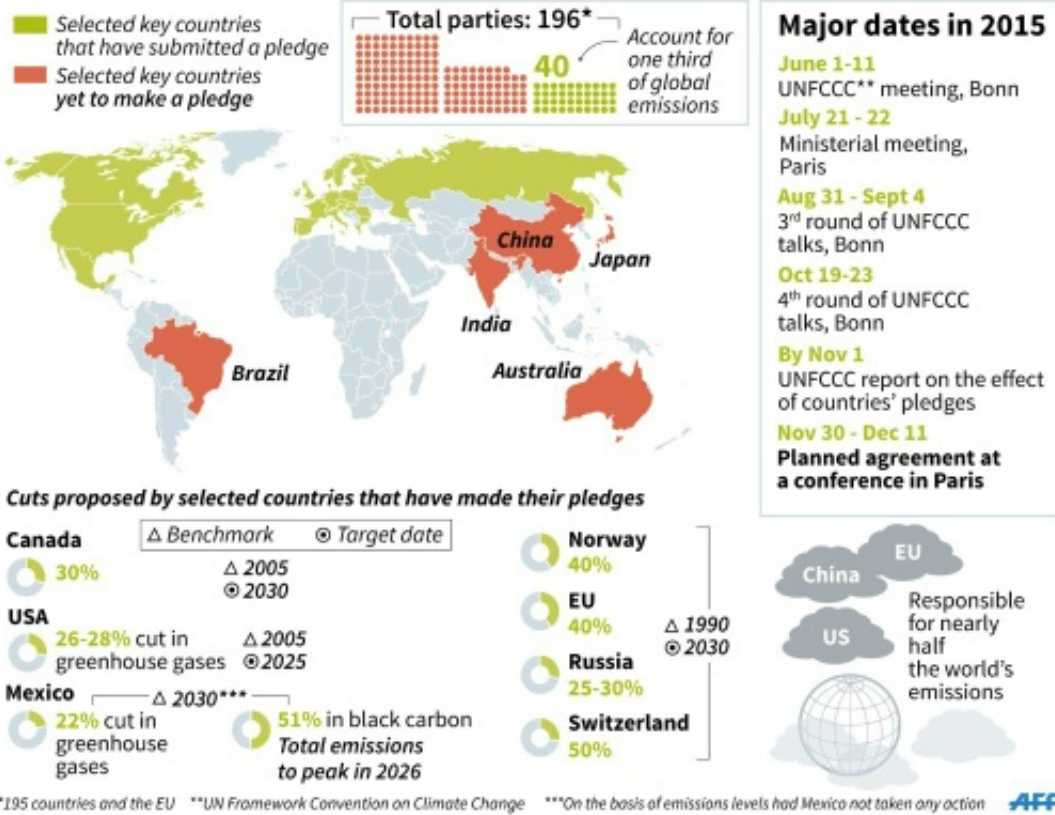 Selected key countries
that have submitted a pledge
Selected key countries
yet to make a pledge
Total parties: 196*
40
Account for
one third
of global
emissions
China
Japan
India
Brazil
Australia
Major dates in 2015
June 1-11
UNFCCC** meeting, Bonn
July 21 - 22
Ministerial meeting,
Paris
Aug 31 - Sept 4
3rd round of UNFCCC
talks, Bonn
Oct 19-23
4th round of UNFCCC
talks, Bonn
By Nov 1
UNFCCC report on the effect
of countries' pledges
Nov 30 - Dec 11
Planned agreement at
a conference in Paris
Cuts proposed by selected countries that have made their pledges
△ Benchmark ⦿ Target date
Canada
30%
△ 2005
⦿ 2030
USA
26-28% cut in
greenhouse gases
△ 2005
⦿ 2025
Mexico
△ 2030***
22% cut in
greenhouse
gases
51% in black carbon
Total emissions
to peak in 2026
Norway
40%
EU
40%
Russia
25-30%
Switzerland
50%
△ 1990
⦿ 2030
China
EU
US
Responsible
for nearly
half
the world's
emissions
*195 countries and the EU **UN Framework Convention on Climate Change ***On the basis of emissions levels had Mexico not taken any action
AFP